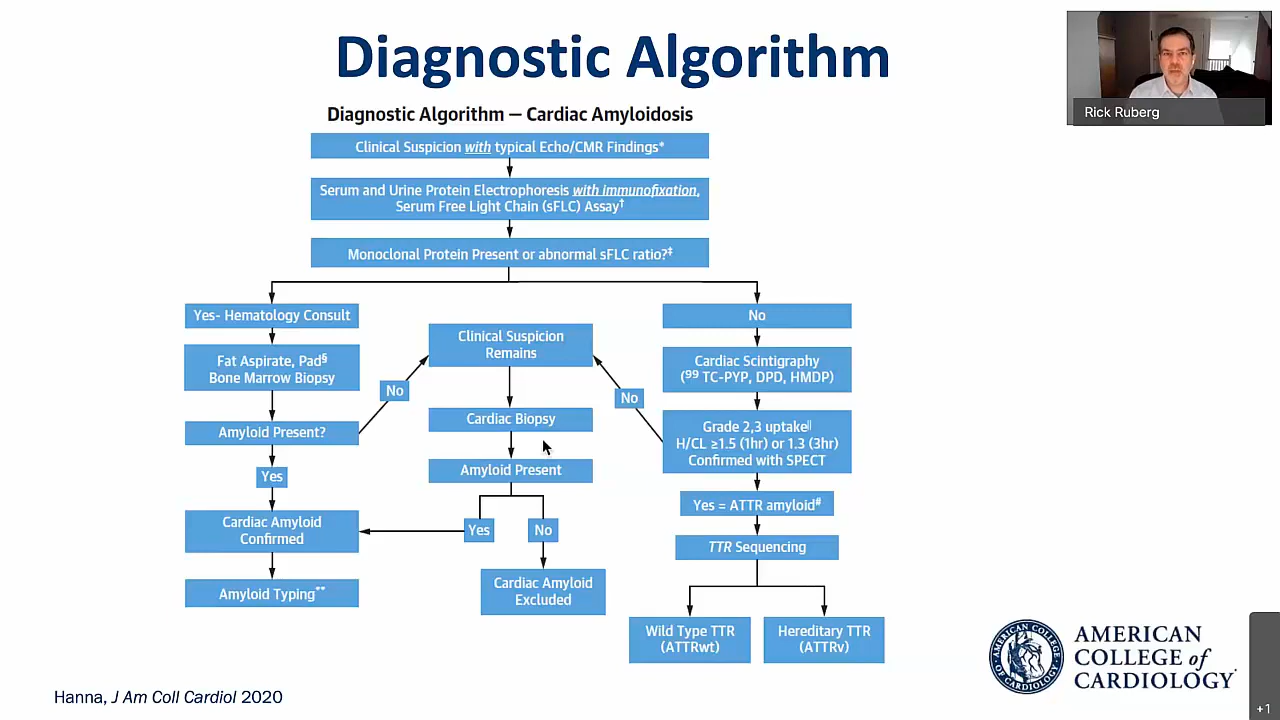 Diagnostic Algorithm
Rick Ruberg
Diagnostic Algorithm — Cardiac Amyloidosis
Clinical Suspicion with typical Echo/CMR Findings*
Serum and Urine Protein Electrophoresis with immunofixation,
Serum Free Light Chain (sFLC) Assay†
Monoclonal Protein Present or abnormal sFLC ratio?‡
Yes- Hematology Consult
Fat Aspirate, Pad§
Bone Marrow Biopsy
Amyloid Present?
Yes
Cardiac Amyloid
Confirmed
Amyloid Typing**
No
Clinical Suspicion
Remains
Cardiac Biopsy
Amyloid Present
Yes
No
Cardiac Amyloid
Excluded
No
No
Cardiac Scintigraphy
(⁹⁹ TC-PYP, DPD, HMDP)
Grade 2,3 uptake||
H/CL ≥1.5 (1hr) or 1.3 (3hr)
Confirmed with SPECT
Yes = ATTR amyloid#
TTR Sequencing
Wild Type TTR
(ATTRwt)
Hereditary TTR
(ATTRv)
Hanna, J Am Coll Cardiol 2020
AMERICAN
COLLEGE of
CARDIOLOGY
+1